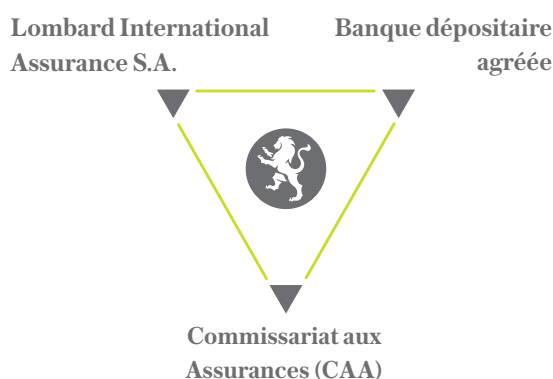 Lombard International
Assurance S.A.
Banque dépositaire
agréée
Commissariat aux
Assurances (CAA)